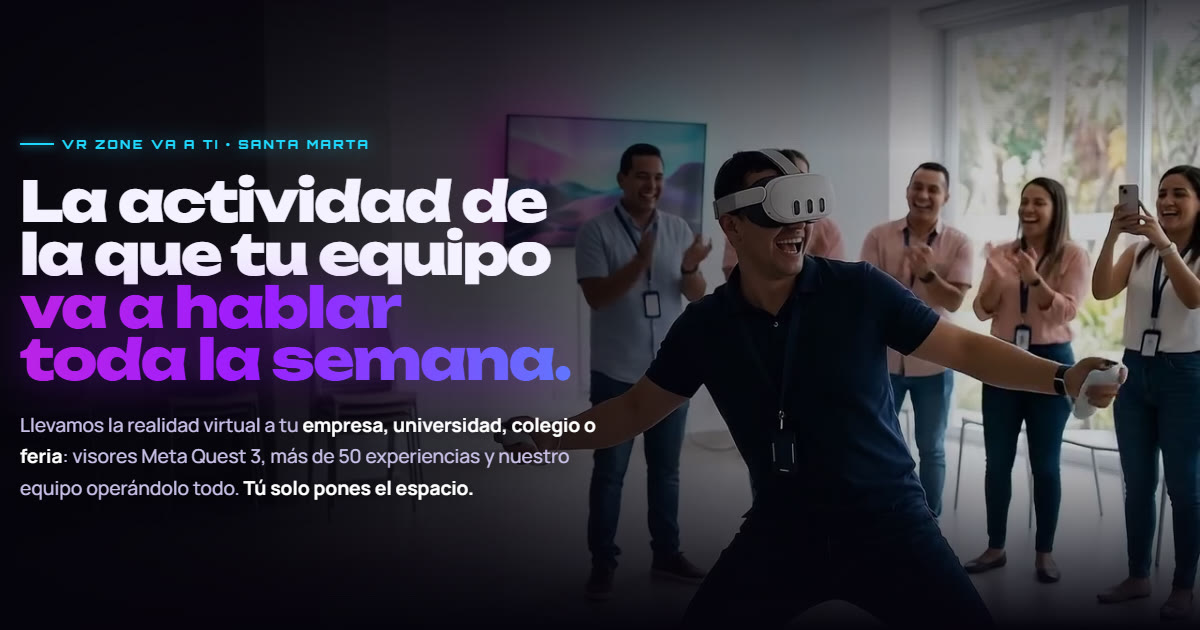 VR ZONE VA A TI • SANTA MARTA
La actividad de
la que tu equipo
va a hablar
toda la semana.
Llevamos la realidad virtual a tu empresa, universidad, colegio o
feria: visores Meta Quest 3, más de 50 experiencias y nuestro
equipo operándolo todo. Tú solo pones el espacio.